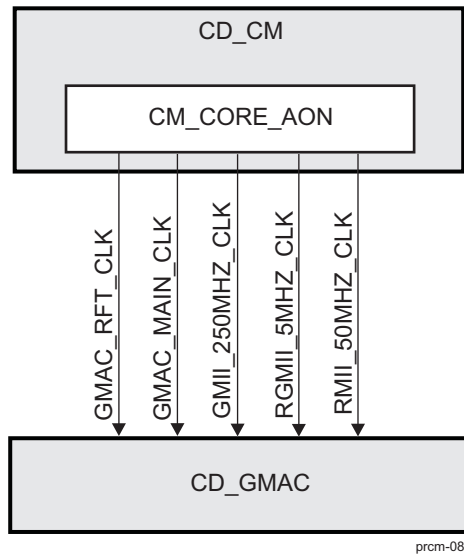 CD_CM
CM_CORE_AON
GMAC_RFT_CLK
GMAC_MAIN_CLK
GMII_250MHZ_CLK
RGMII_5MHZ_CLK
RMII_50MHZ_CLK
CD_GMAC
prcm-08